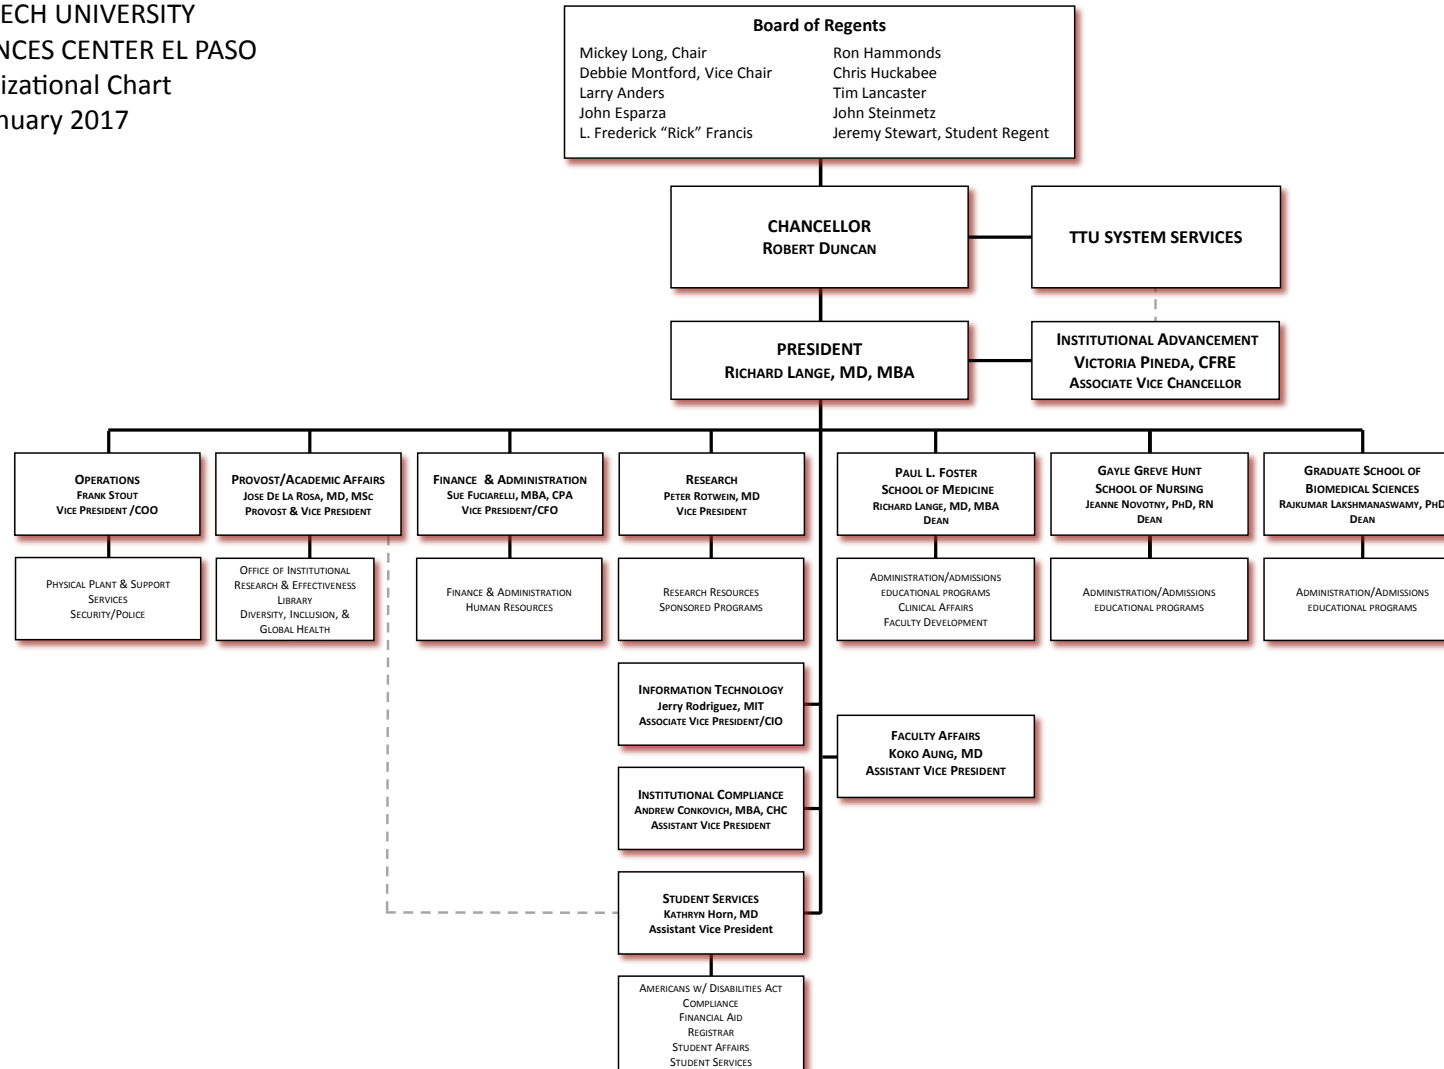 ECH UNIVERSITY
NCES CENTER EL PASO
izational Chart
nuary 2017
Board of Regents
Mickey Long, Chair
Debbie Montford, Vice Chair
Larry Anders
John Esparza
L. Frederick “Rick” Francis
Ron Hammonds
Chris Huckabee
Tim Lancaster
John Steinmetz
Jeremy Stewart, Student Regent
CHANCELLOR
ROBERT DUNCAN
TTU SYSTEM SERVICES
PRESIDENT
RICHARD LANGE, MD, MBA
INSTITUTIONAL ADVANCEMENT
VICTORIA PINEDA, CFRE
ASSOCIATE VICE CHANCELLOR
OPERATIONS
FRANK STOUT
VICE PRESIDENT /COO
PROVOST/ACADEMIC AFFAIRS
JOSE DE LA ROSA, MD, MSC
PROVOST & VICE PRESIDENT
FINANCE & ADMINISTRATION
SUE FUCIARELLI, MBA, CPA
VICE PRESIDENT/CFO
RESEARCH
PETER ROTWEIN, MD
VICE PRESIDENT
PAUL L. FOSTER
SCHOOL OF MEDICINE
RICHARD LANGE, MD, MBA
DEAN
GAYLE GREVE HUNT
SCHOOL OF NURSING
JEANNE NOVOTNY, PHD, RN
DEAN
GRADUATE SCHOOL OF
BIOMEDICAL SCIENCES
RAJKUMAR LAKSHMANASWAMY, PHD
DEAN
PHYSICAL PLANT & SUPPORT
SERVICES
SECURITY/POLICE
OFFICE OF INSTITUTIONAL
RESEARCH & EFFECTIVENESS
LIBRARY
DIVERSITY, INCLUSION, &
GLOBAL HEALTH
FINANCE & ADMINISTRATION
HUMAN RESOURCES
RESEARCH RESOURCES
SPONSORED PROGRAMS
ADMINISTRATION/ADMISSIONS
EDUCATIONAL PROGRAMS
CLINICAL AFFAIRS
FACULTY DEVELOPMENT
ADMINISTRATION/ADMISSIONS
EDUCATIONAL PROGRAMS
ADMINISTRATION/ADMISSIONS
EDUCATIONAL PROGRAMS
INFORMATION TECHNOLOGY
Jerry Rodriguez, MIT
ASSOCIATE VICE PRESIDENT/CIO
FACULTY AFFAIRS
KOKO AUNG, MD
ASSISTANT VICE PRESIDENT
INSTITUTIONAL COMPLIANCE
ANDREW CONKOVICH, MBA, CHC
ASSISTANT VICE PRESIDENT
STUDENT SERVICES
KATHRYN Horn, MD
Assistant Vice President
AMERICANS W/ DISABILITIES ACT
COMPLIANCE
FINANCIAL AID
REGISTRAR
STUDENT AFFAIRS
STUDENT SERVICES